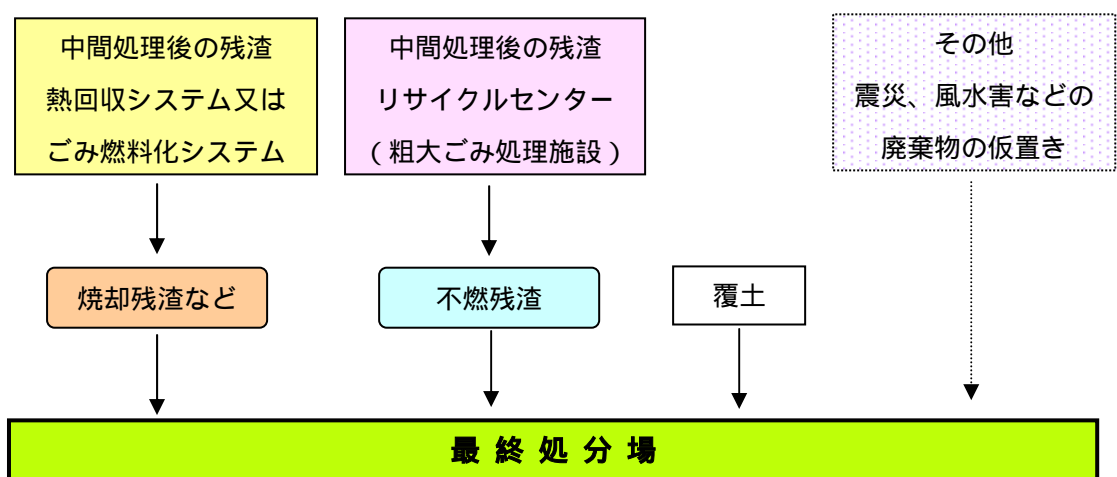 中間処理後の残渣
熱回収システム又は
ごみ燃料化システム
中間処理後の残渣
リサイクルセンター
(粗大ごみ処理施設)
その他
震災、風水害などの
廃棄物の仮置き
焼却残渣など
不燃残渣
覆土
最終処分場